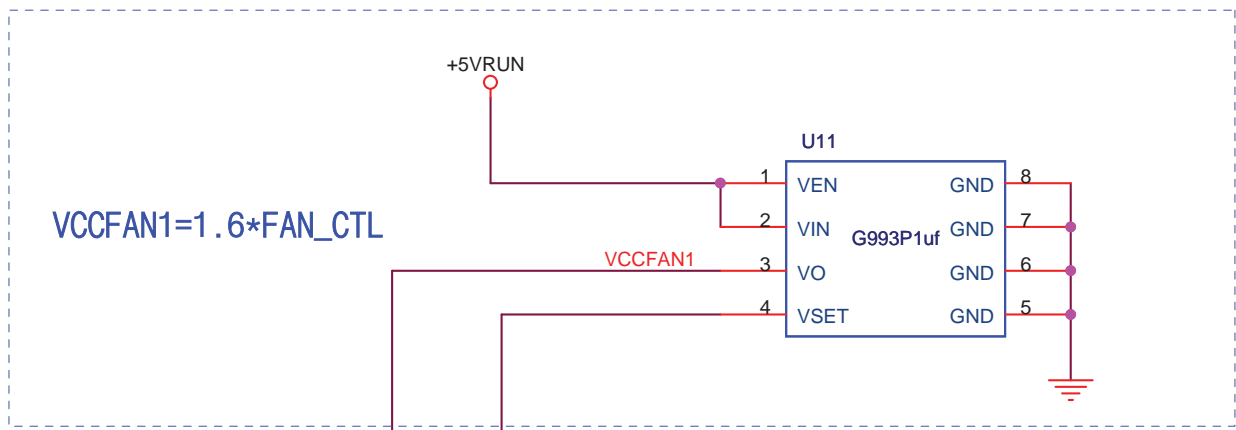 +5VRUN
U11
1 VEN GND 8
VCCFAN1=1.6*FAN_CTL
2 VIN GND 7
G993P1uf
VCCFAN1 3 VO GND 6
4 VSET GND 5